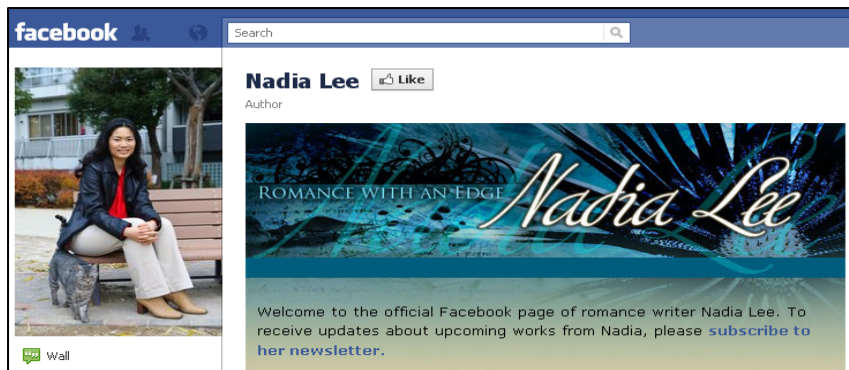 facebook
Search
Nadia Lee
Like
Author
ROMANCE WITH AN EDGE
Nadia Lee
Welcome to the official Facebook page of romance writer Nadia Lee. To
receive updates about upcoming works from Nadia, please subscribe to
her newsletter.
Wall